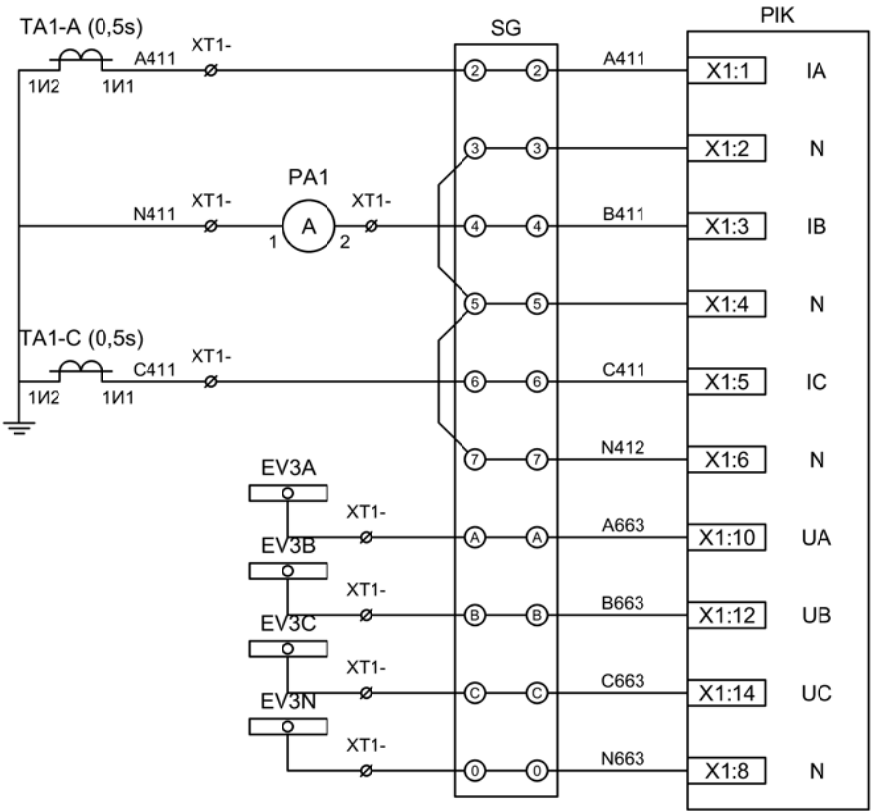 PIK
SG
TA1-A (0,5s)
XT1-
A411
1И2
1И1
2
2
A411
X1:1
IA
3
3
X1:2
N
PA1
N411
XT1-
A
1
2
XT1-
4
4
B411
X1:3
IB
5
5
X1:4
N
TA1-C (0,5s)
XT1-
C411
1И2
1И1
6
6
C411
X1:5
IC
7
7
N412
X1:6
N
EV3A
XT1-
A
A
A663
X1:10
UA
EV3B
XT1-
B
B
B663
X1:12
UB
EV3C
XT1-
C
C
C663
X1:14
UC
EV3N
XT1-
0
0
N663
X1:8
N